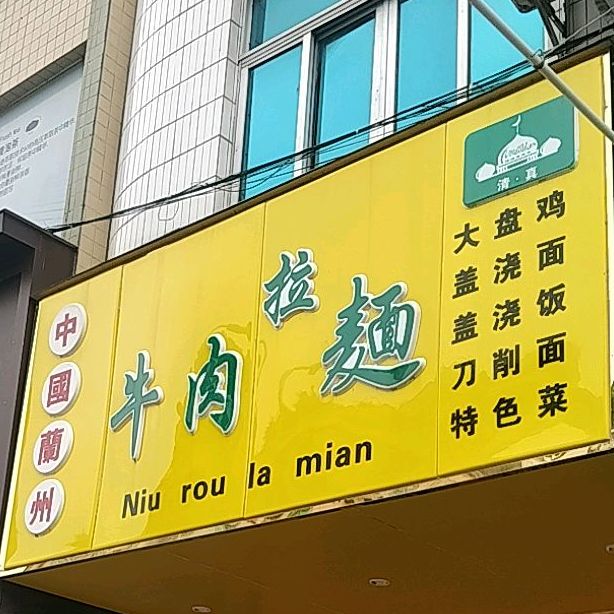 中國蘭州
牛肉拉麵
Niu rou la mian
清·真
大盘鸡
盖浇面
盖浇饭
刀削面
特色菜